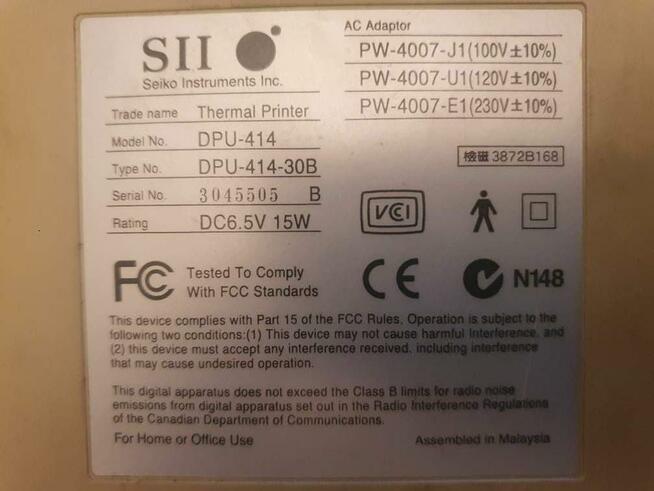 SII
Seiko Instruments Inc.
Trade name Thermal Printer
Model No. DPU-414
Type No. DPU-414-30B
Serial No. 3045505 B
Rating DC6.5V 15W
AC Adaptor
PW-4007-J1(100V±10%)
PW-4007-U1(120V±10%)
PW-4007-E1(230V±10%)
檢磁 3872B168
VCI
FC Tested To Comply
With FCC Standards
CE
N148
This device complies with Part 15 of the FCC Rules. Operation is subject to the
following two conditions:(1) This device may not cause harmful Interference, and
(2) this device must accept any interference received, including interference
that may cause undesired operation.
This digital apparatus does not exceed the Class B limits for radio noise
emissions from digital apparatus set out in the Radio Interference Regulations
of the Canadian Department of Communications.
For Home or Office Use
Assembled in Malaysia